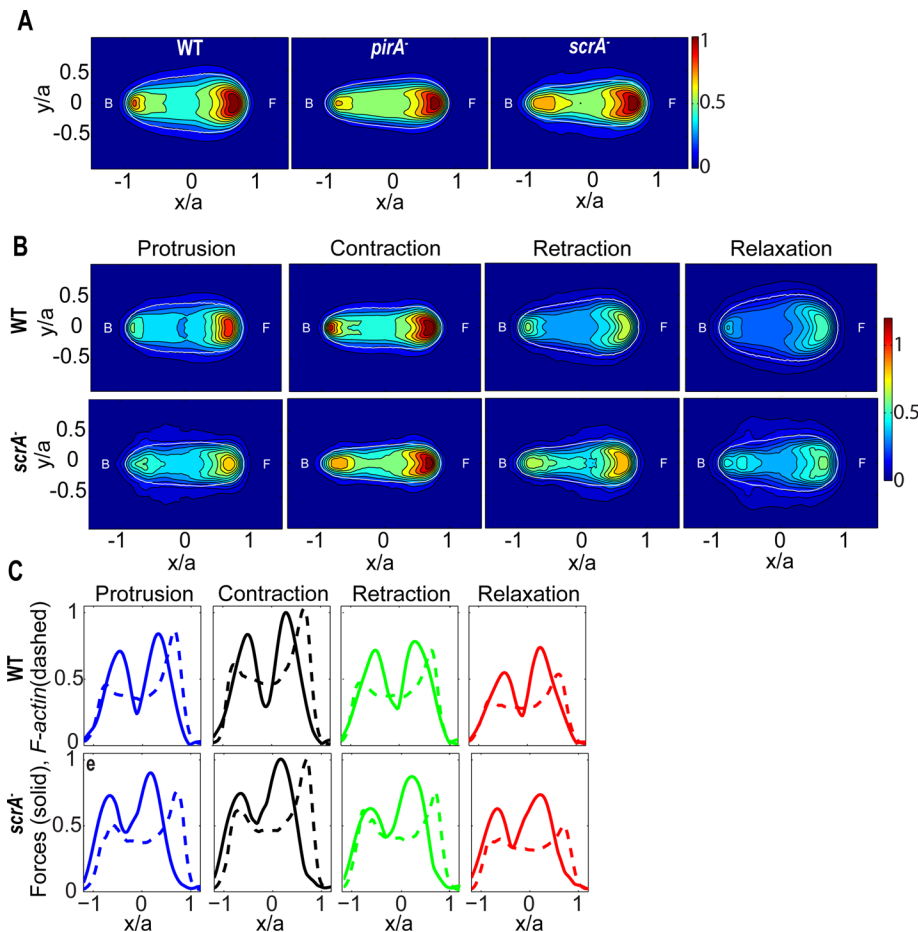 A
WT pirA- scrA-
y/a 0.5 0 -0.5
B F B F B F
1 0.5 0
-1 0 1 -1 0 1 -1 0 1
x/a x/a x/a
B
Protrusion Contraction Retraction Relaxation
WT
y/a 0.5 0 -0.5
B F B F B F B F
scrA-
y/a 0.5 0 -0.5
B F B F B F B F
1 0.5 0
-1 0 1 -1 0 1 -1 0 1 -1 0 1
x/a x/a x/a x/a
C
Protrusion Contraction Retraction Relaxation
WT
1 0.5 0
scrA-
Forces (solid), F-actin(dashed)
e
1 0.5 0
−1 0 1 −1 0 1 −1 0 1 −1 0 1
x/a x/a x/a x/a